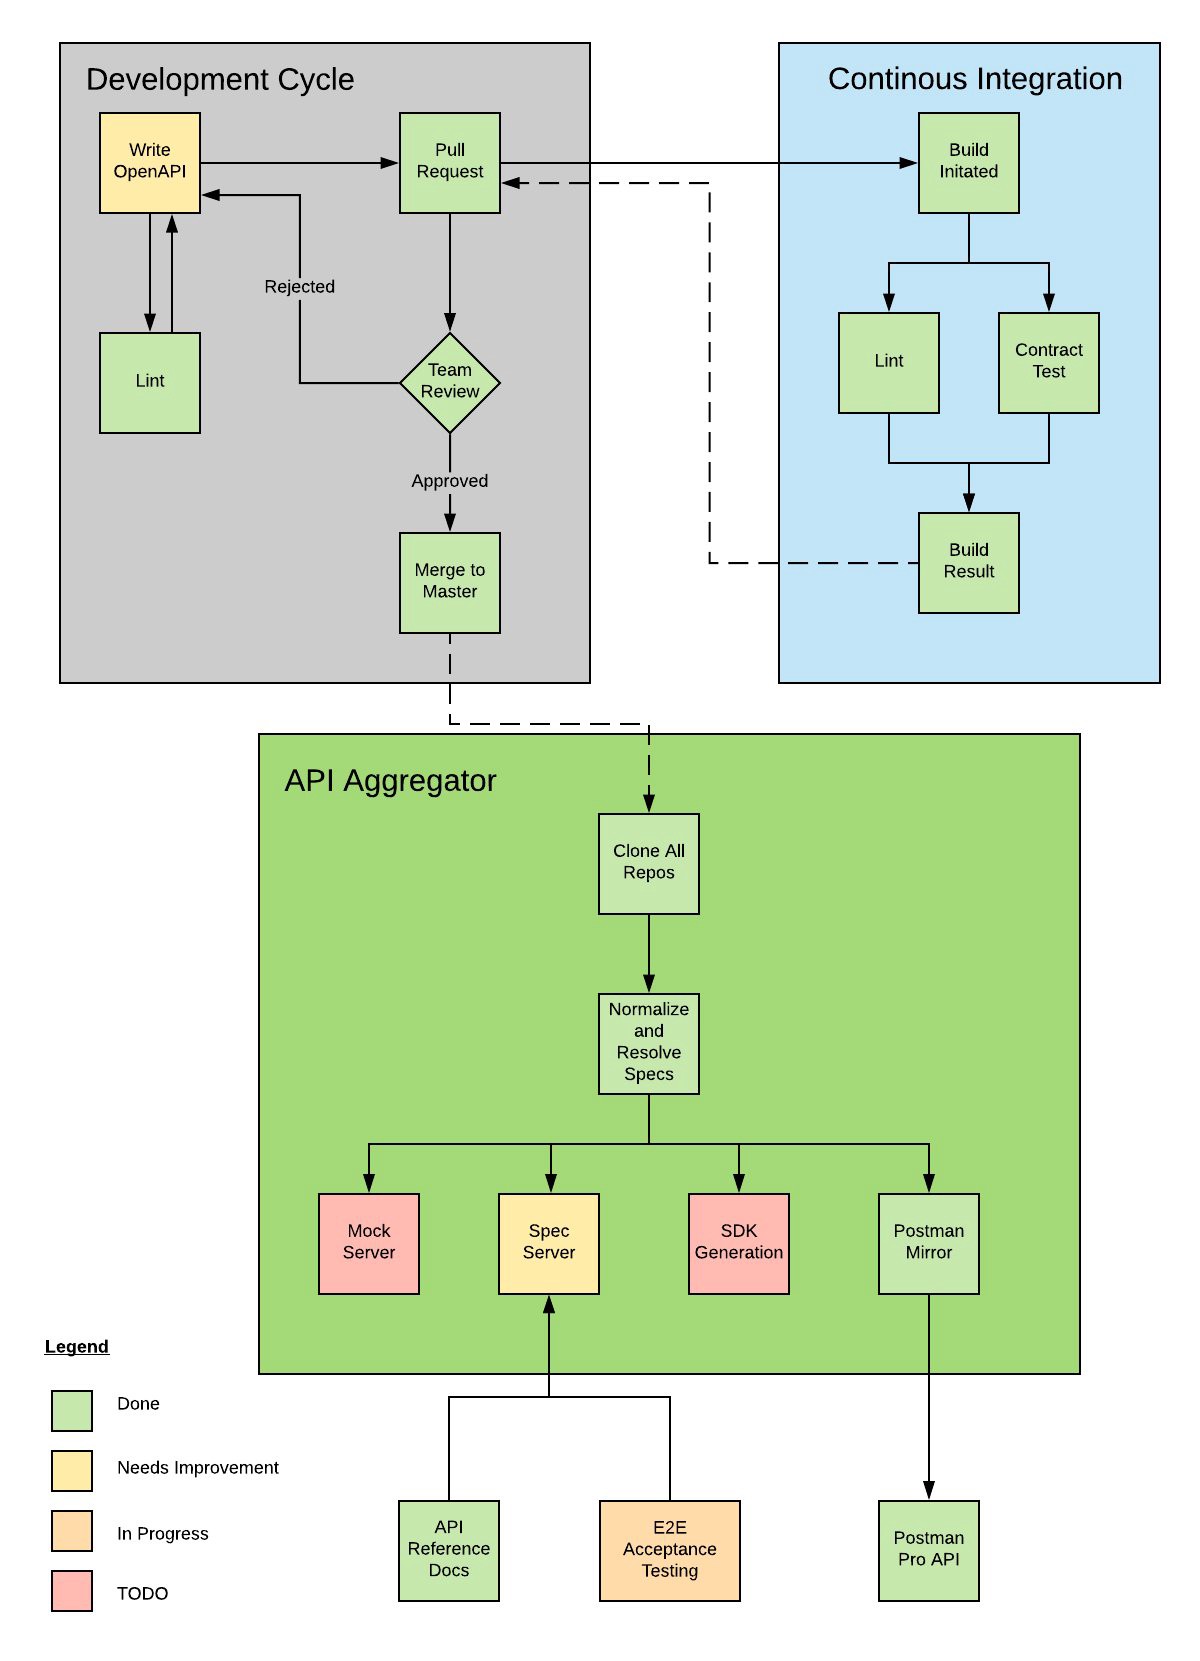 Development Cycle
Write
OpenAPI
Pull
Request
Rejected
Lint
Team
Review
Approved
Merge to
Master
Continous Integration
Build
Initated
Lint
Contract
Test
Build
Result
API Aggregator
Clone All
Repos
Normalize
and
Resolve
Specs
Mock
Server
Spec
Server
SDK
Generation
Postman
Mirror
Legend
Done
Needs Improvement
In Progress
TODO
API
Reference
Docs
E2E
Acceptance
Testing
Postman
Pro API